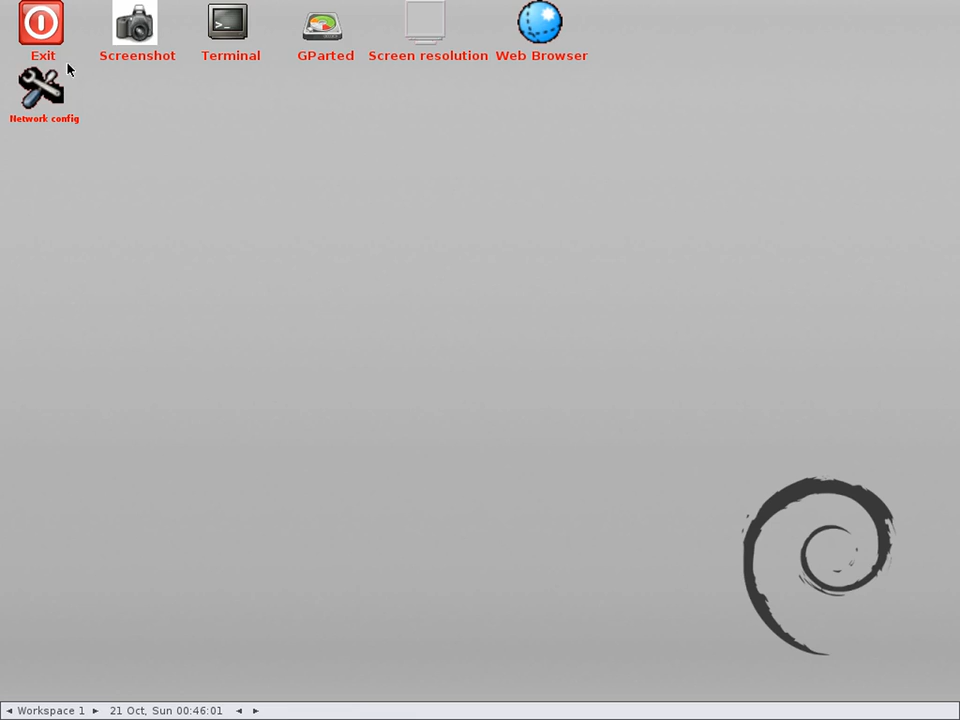 Exit
Screenshot
Terminal
GParted
Screen resolution
Web Browser
Network config
>_
Workspace 1
21 Oct, Sun 00:46:01